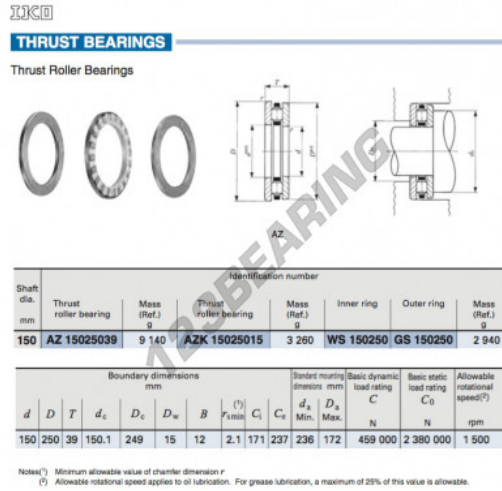 IKO
THRUST BEARINGS
Thrust Roller Bearings
T
r
D
d
AZ
123BEARING
Identification number
Shaft dia. mm
Thrust roller bearing
Mass (Ref.) g
Thrust roller bearing
Mass (Ref.) g
Inner ring
Outer ring
Mass (Ref.) g
150 AZ 15025039 9 140 AZK 15025015 3 260 WS 150250 GS 150250 2 940
Boundary dimensions mm
Standard mounting dimensions mm
Basic dynamic load rating C N
Basic static load rating C0 N
Allowable rotational speed(2) rpm
d D T dc Dc Dw B rs min(1) Ci Ce da Min. Da Max.
150 250 39 150.1 249 15 12 2.1 171 237 236 172 459 000 2 380 000 1 500
Notes(1) Minimum allowable value of chamfer dimension r
(2) Allowable rotational speed applies to oil lubrication. For grease lubrication, a maximum of 25% of this value is allowable.